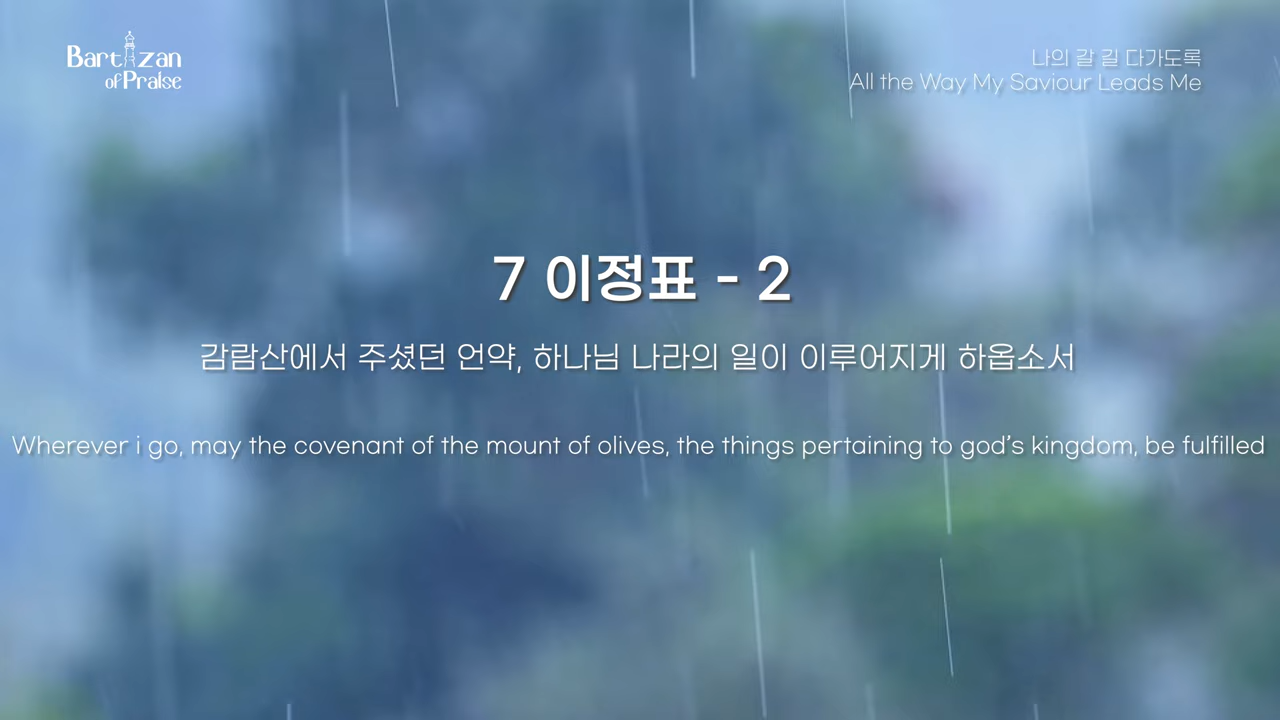 Bartizan
of Praise
나의 갈 길 다가도록
All the Way My Saviour Leads Me
7 이정표 - 2
감람산에서 주셨던 언약, 하나님 나라의 일이 이루어지게 하옵소서
Wherever i go, may the covenant of the mount of olives, the things pertaining to god’s kingdom, be fulfilled